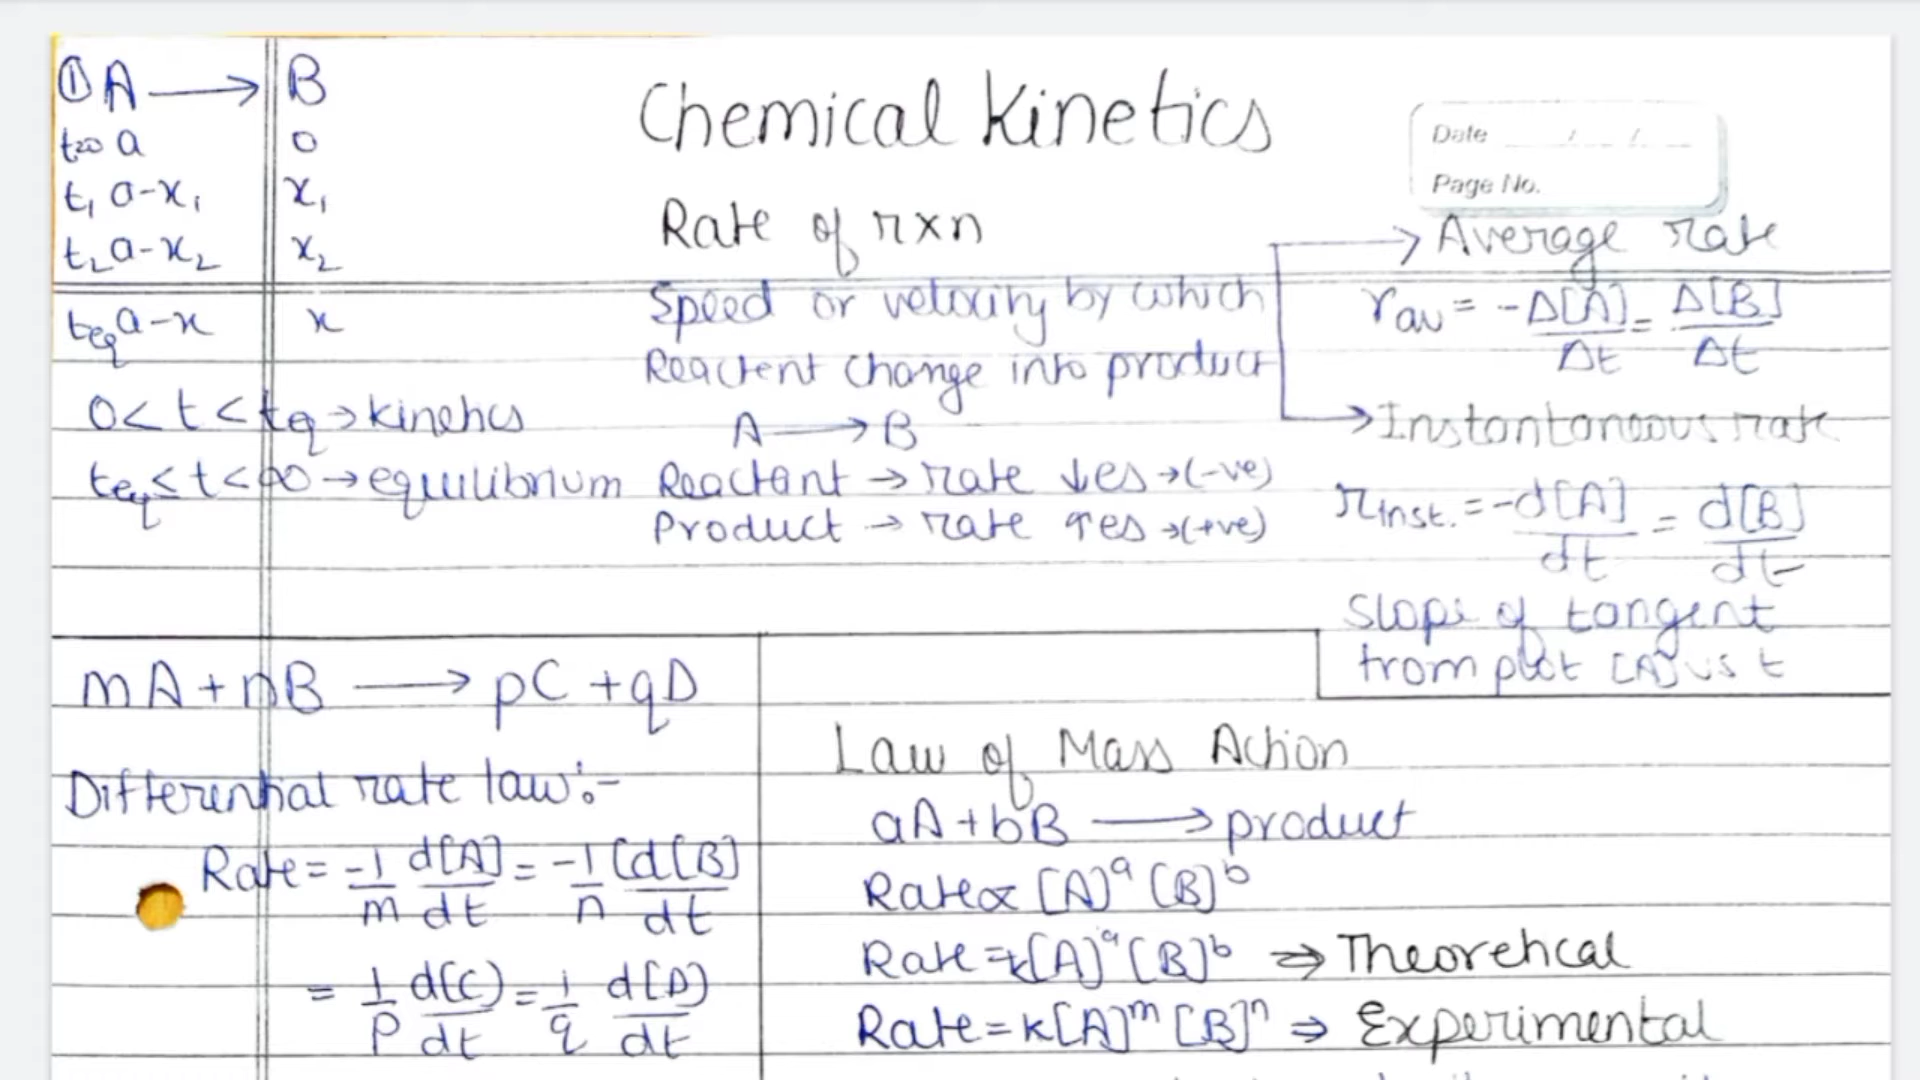 ① A ⟶ B
t=0 a 0
t₁ a-x₁ x₁
t₂ a-x₂ x₂
teq a-x x
0 < t < teq → kinetics
teq ≤ t < ∞ → equilibrium
Chemical Kinetics
Rate of rxn
Speed or velocity by which
Reactent change into product
A ⟶ B
Reactant → rate ↓es → (-ve)
Product → rate ↑es → (+ve)
Date / /
Page No.
→ Average rate
rav = -Δ[A]/Δt = Δ[B]/Δt
→ Instantaneous rate
rinst. = -d[A]/dt = d[B]/dt
Slope of tangent
from plot [A] vs t
mA + nB ⟶ pC + qD
Differential rate law:-
Rate = -1/m d[A]/dt = -1/n [d[B]/dt
= 1/p d[C]/dt = 1/q d[D]/dt
Law of Mass Action
aA + bB ⟶ product
Rate ∝ [A]ᵃ [B]ᵇ
Rate = k[A]ᵃ [B]ᵇ ⇒ Theoretical
Rate = k[A]ᵐ [B]ⁿ ⇒ Experimental